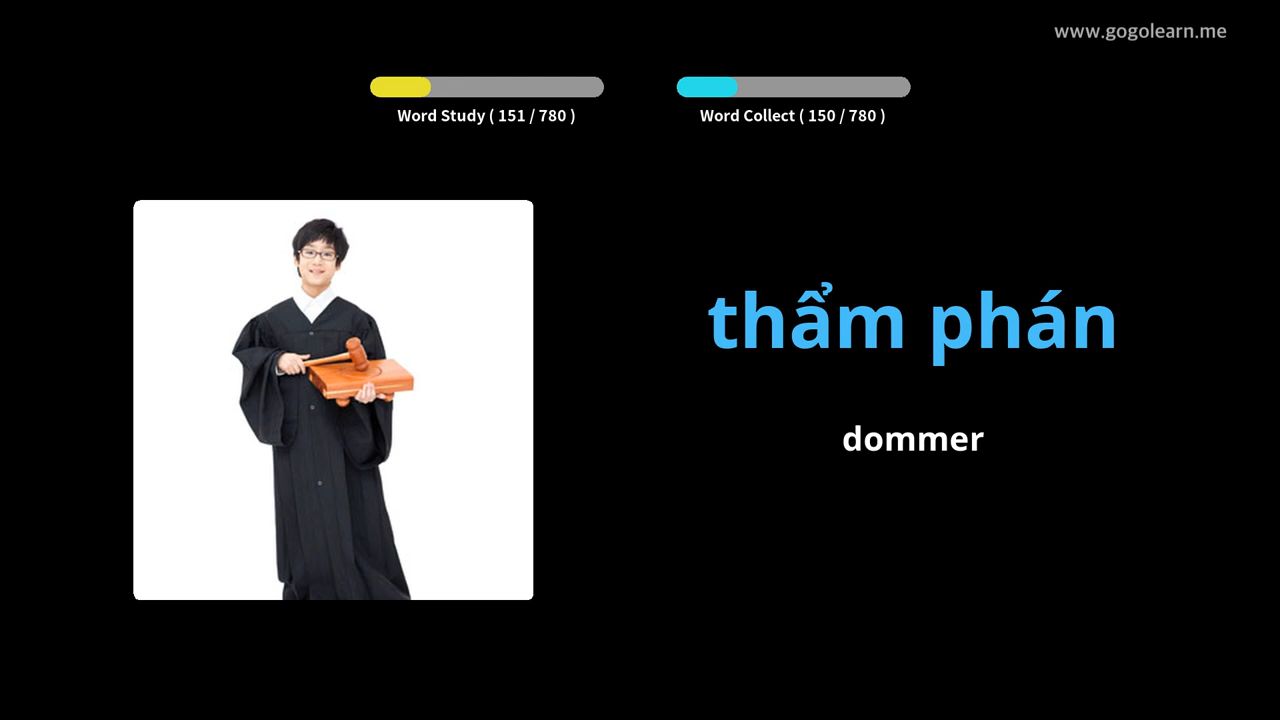 www.gogolearn.me
Word Study ( 151 / 780 )
Word Collect ( 150 / 780 )
thẩm phán
dommer